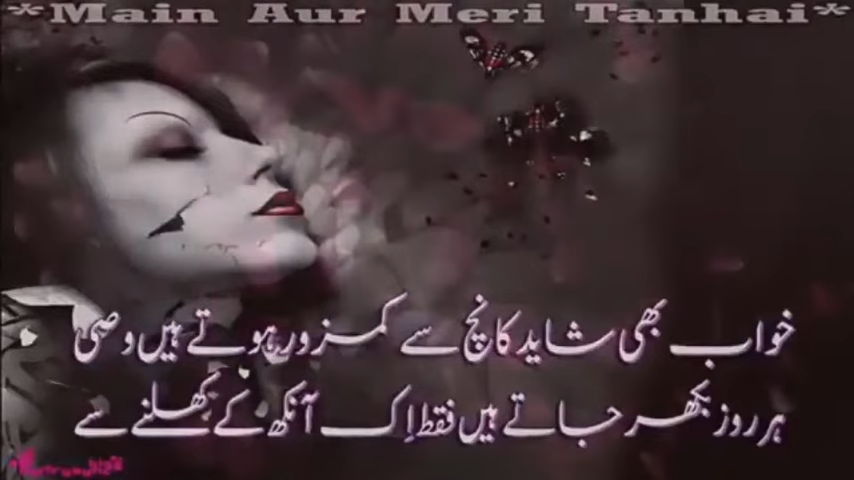 *Main Aur Meri Tanhai*
خواب بھی شاید کانچ سے کمزور ہوتے ہیں وصی
ہر روز بکھر جاتے ہیں فقط اِک آنکھ کے کھلنے سے